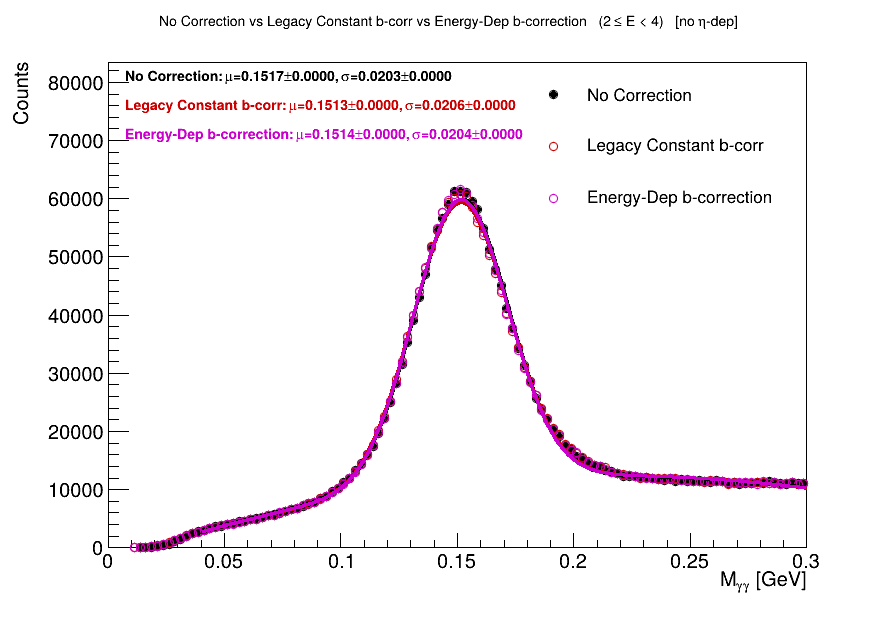 No Correction vs Legacy Constant b-corr vs Energy-Dep b-correction (2 ≤ E < 4) [no η-dep]
Counts
80000
70000
60000
50000
40000
30000
20000
10000
0
No Correction: μ=0.1517±0.0000, σ=0.0203±0.0000
Legacy Constant b-corr: μ=0.1513±0.0000, σ=0.0206±0.0000
Energy-Dep b-correction: μ=0.1514±0.0000, σ=0.0204±0.0000
No Correction
Legacy Constant b-corr
Energy-Dep b-correction
0 0.05 0.1 0.15 0.2 0.25 0.3
Mγγ [GeV]